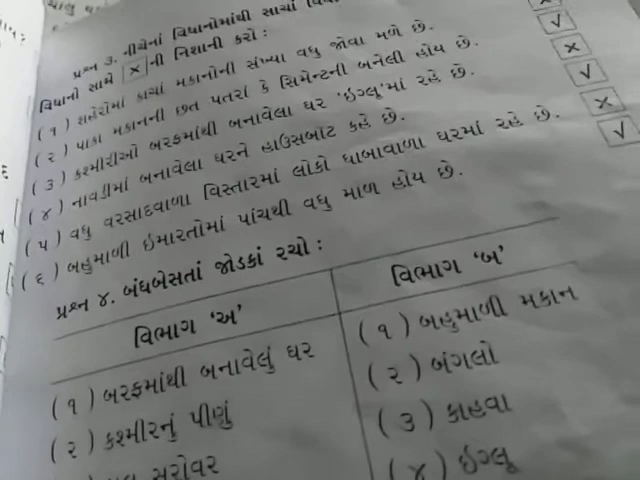 પ્રશ્ન ૩. નીચેનાં વિધાનોમાંથી સાચાં
વિધાનો સામે × ની નિશાની કરો :
(૧) શહેરોમાં કાચાં મકાનોની સંખ્યા વધુ જોવા મળે છે. ×
(૨) પાકા મકાનની છત પતરાં કે સિમેન્ટની બનેલી હોય છે. √
(૩) કશ્મીરીઓ બરફમાંથી બનાવેલા ઘર 'ઇગ્લૂ'માં રહે છે. ×
(૪) નાવડીમાં બનાવેલા ઘરને હાઉસબોટ કહે છે. √
(૫) વધુ વરસાદવાળા વિસ્તારમાં લોકો ધાબાવાળા ઘરમાં રહે છે. ×
(૬) બહુમાળી ઈમારતોમાં પાંચથી વધુ માળ હોય છે. √
પ્રશ્ન ૪. બંધબેસતાં જોડકાં રચો :
વિભાગ 'અ' વિભાગ 'બ'
(૧) બરફમાંથી બનાવેલું ઘર (૧) બહુમાળી મકાન
(૨) કશ્મીરનું પીણું (૨) બંગલો
સરોવર (૩) કાહવા
(૪) ઇગ્લૂ